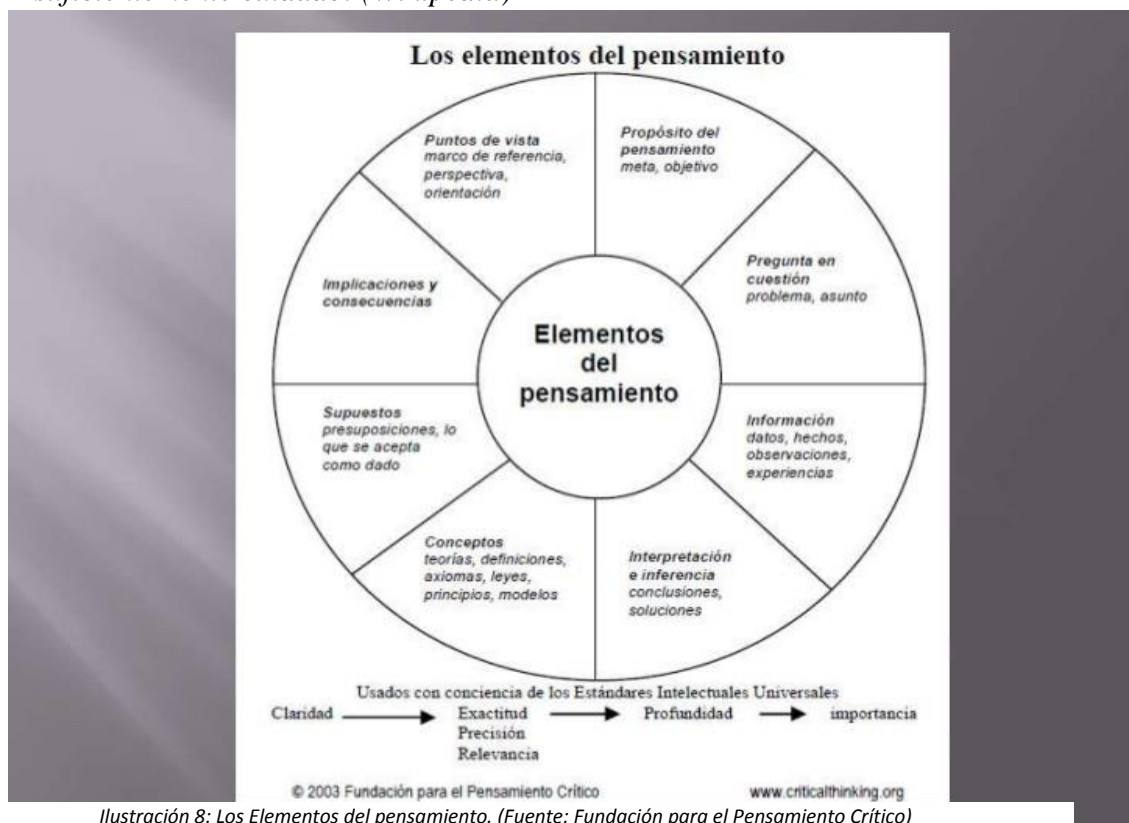 Los elementos del pensamiento
Puntos de vista
marco de referencia,
perspectiva,
orientación
Propósito del
pensamiento
meta, objetivo
Pregunta en
cuestión
problema, asunto
Implicaciones y
consecuencias
Elementos
del
pensamiento
Supuestos
presuposiciones, lo
que se acepta
como dado
Información
datos, hechos,
observaciones,
experiencias
Conceptos
teorías, definiciones,
axiomas, leyes,
principios, modelos
Interpretación
e inferencia
conclusiones,
soluciones
Usados con conciencia de los Estándares Intelectuales Universales
Claridad Exactitud Profundidad importancia
Precisión
Relevancia
© 2003 Fundación para el Pensamiento Crítico www.criticalthinking.org
Ilustración 8: Los Elementos del pensamiento. (Fuente: Fundación para el Pensamiento Crítico)